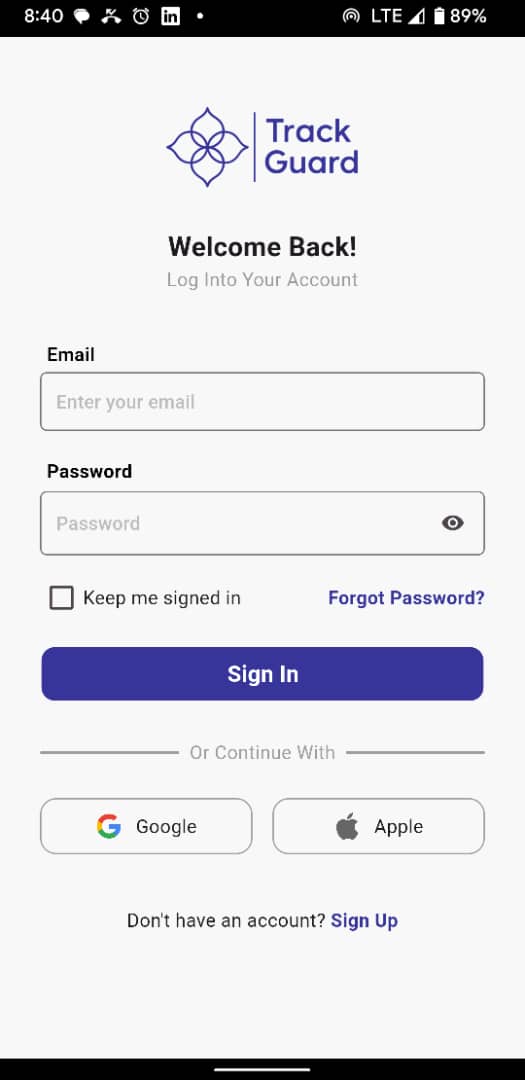 8:40 LTE 89%
Track
Guard
Welcome Back!
Log Into Your Account
Email
Enter your email
Password
Password
Keep me signed in Forgot Password?
Sign In
Or Continue With
Google Apple
Don't have an account? Sign Up